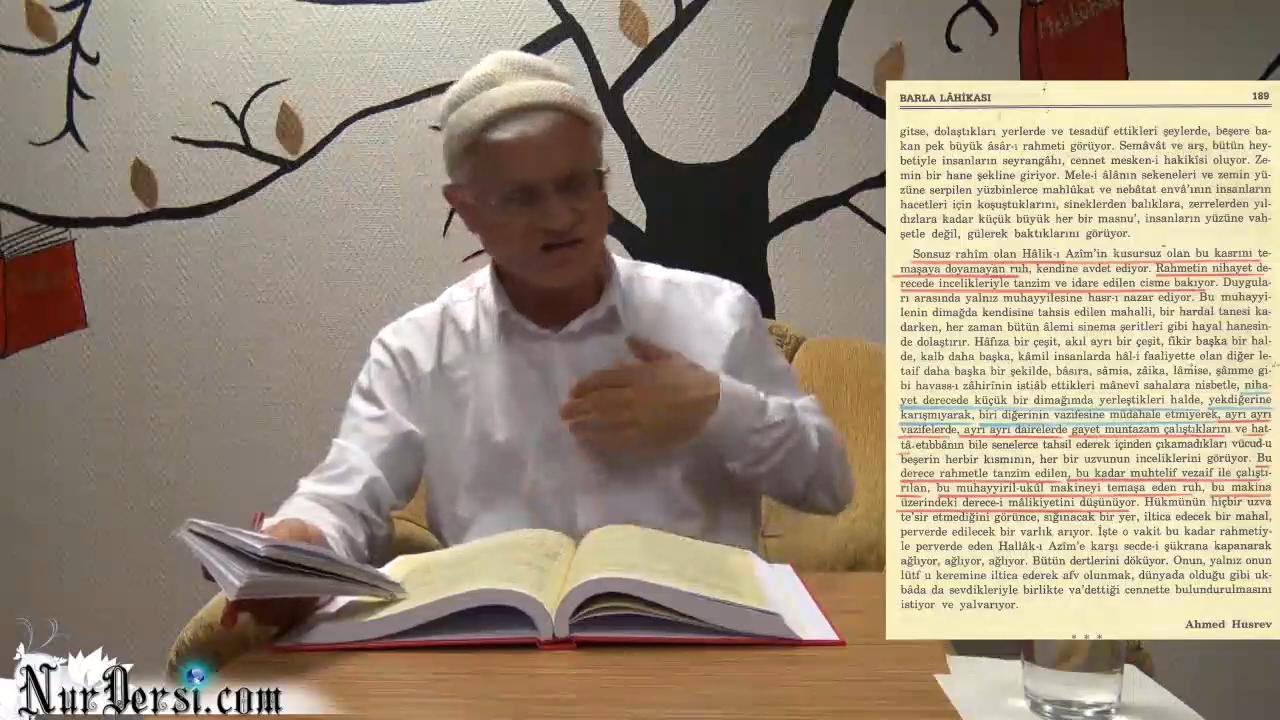 Mekkubat
BARLA LÂHİKASI 189
gitse, dolaştıkları yerlerde ve tesadüf ettikleri şeylerde, beşere ba-
kan pek büyük âsâr-ı rahmeti görüyor. Semâvât ve arş, bütün hey-
betiyle insanların seyrangâhı, cennet mesken-i hakikîsi oluyor. Ze-
min bir hane şekline giriyor. Mele-i âlânın sekeneleri ve zemin yü-
züne serpilen yüzbinlerce mahlûkat ve nebâtat envâ'ının insanların
hacetleri için koşuştuklarını, sineklerden balıklara, zerrelerden yıl-
dızlara kadar küçük büyük her bir masnu', insanların yüzüne vah-
şetle değil, gülerek baktıklarını görüyor.
Sonsuz rahîm olan Hâlik-ı Azîm'in kusursuz olan bu kasrını te-
maşaya doyamayan ruh, kendine avdet ediyor. Rahmetin nihayet de-
recede incelikleriyle tanzim ve idare edilen cisme bakıyor. Duygula-
rı arasında yalnız muhayyilesine hasr-ı nazar ediyor. Bu muhayyi-
lenin dimağda kendisine tahsis edilen mahalli, bir hardal tanesi ka-
darken, her zaman bütün âlemi sinema şeritleri gibi hayal hanesin-
de dolaştırır. Hâfıza bir çeşit, akıl ayrı bir çeşit, fikir başka bir hal-
de, kalb daha başka, kâmil insanlarda hâl-i faaliyette olan diğer le-
taif daha başka bir şekilde, bâsıra, sâmia, zâika, lâmise, şâmme gi-
bi havass-ı zâhirînin istiâb ettikleri mânevî sahalara nisbetle, niha-
yet derecede küçük bir dimağımda yerleştikleri halde, yekdiğerine
karışmıyarak, biri diğerinin vazifesine müdahale etmiyerek, ayrı ayrı
vazifelerde, ayrı ayrı dairelerde gayet muntazam çalıştıklarını ve hat-
tâ etıbbânın bile senelerce tahsil ederek içinden çıkamadıkları vücud-u
beşerin herbir kısmının, her bir uzvunun inceliklerini görüyor. Bu
derece rahmetle tanzim edilen, bu kadar muhtelif vezaif ile çalıştı-
rılan, bu muhayyiril-ukûl makineyi temaşa eden ruh, bu makina
üzerindeki derece-i mâlikiyetini düşünüyor. Hükmünün hiçbir uzva
te'sir etmediğini görünce, sığınacak bir yer, iltica edecek bir mahal,
perverde edilecek bir varlık arıyor. İşte o vakit bu kadar rahmetiy-
le perverde eden Hallâk-ı Azîm'e karşı secde-i şükrana kapanarak
ağlıyor, ağlıyor, ağlıyor. Bütün dertlerini döküyor. Onun, yalnız onun
lûtf u keremine iltica ederek afv olunmak, dünyada olduğu gibi uk-
bâda da sevdikleriyle birlikte va'dettiği cennette bulundurulmasını
istiyor ve yalvarıyor.
Ahmed Husrev
* * *
NurDersi.com